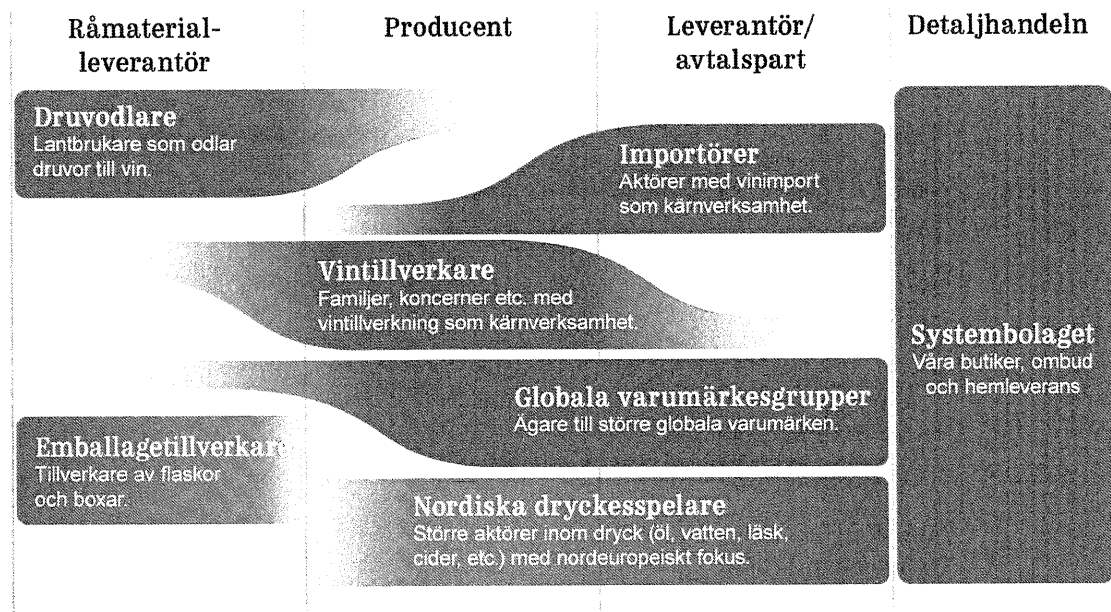 Råmaterial-
leverantör
Producent
Leverantör/
avtalspart
Detaljhandeln
Druvodlare
Lantbrukare som odlar
druvor till vin.
Importörer
Aktörer med vinimport
som kärnverksamhet.
Vintillverkare
Familjer, koncerner etc. med
vintillverkning som kärnverksamhet.
Globala varumärkesgrupper
Ägare till större globala varumärken.
Emballagetillverkare
Tillverkare av flaskor
och boxar.
Nordiska dryckesspelare
Större aktörer inom dryck (öl, vatten, läsk,
cider, etc.) med nordeuropeiskt fokus.
Systembolaget
Våra butiker, ombud
och hemleverans